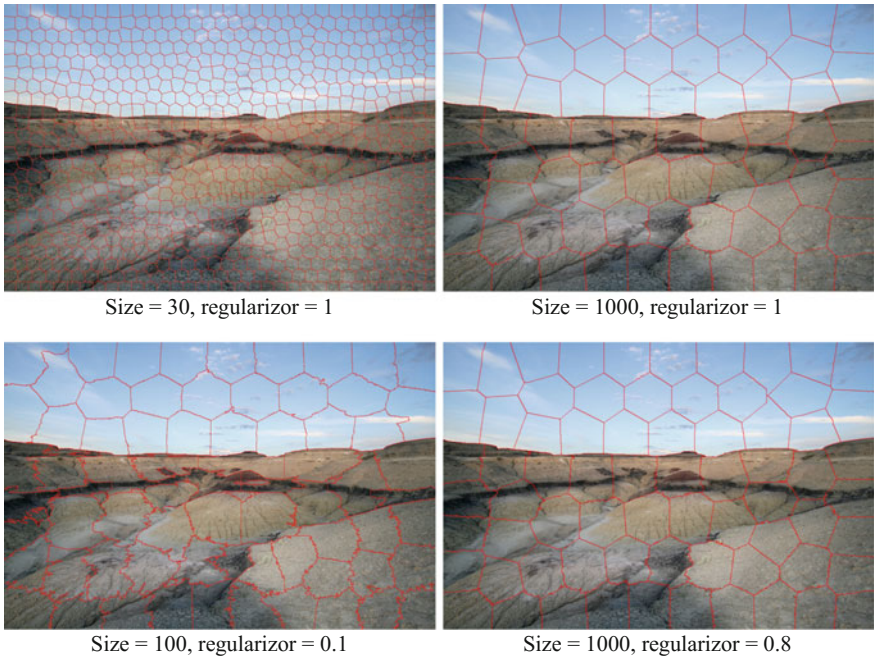 Size = 30, regularizor = 1
Size = 1000, regularizor = 1
Size = 100, regularizor = 0.1
Size = 1000, regularizor = 0.8